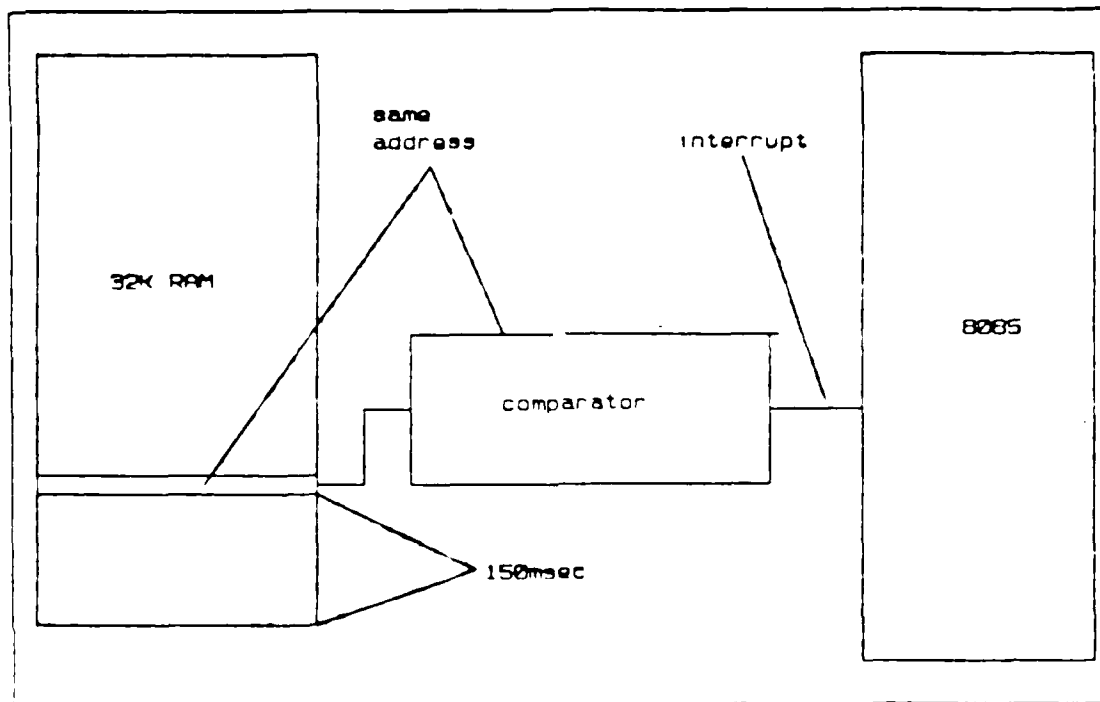 same
address
interrupt
32K RAM
8085
comparator
150msec